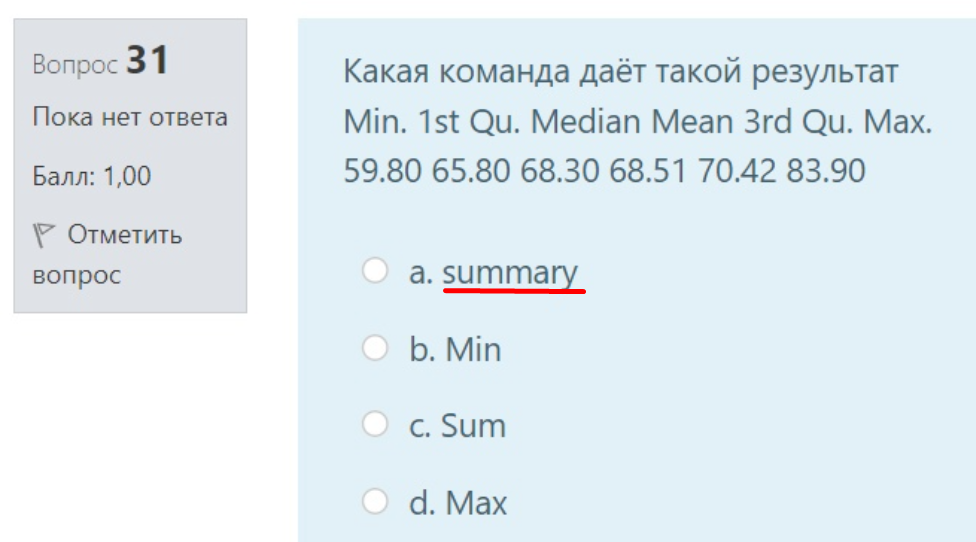 Вопрос 31
Пока нет ответа
Балл: 1,00
Отметить
вопрос
Какая команда даёт такой результат
Min. 1st Qu. Median Mean 3rd Qu. Max.
59.80 65.80 68.30 68.51 70.42 83.90
a. summary
b. Min
c. Sum
d. Max